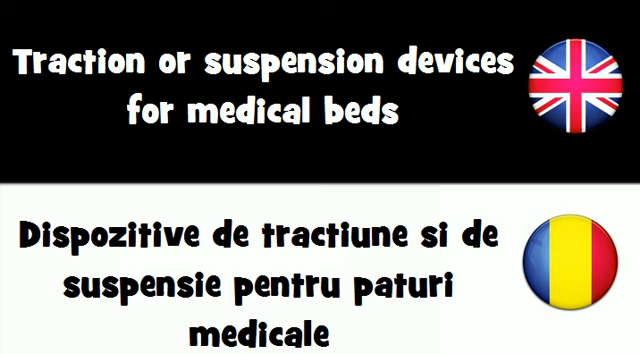 Traction or suspension devices
for medical beds
Dispozitive de tractiune si de
suspensie pentru paturi
medicale